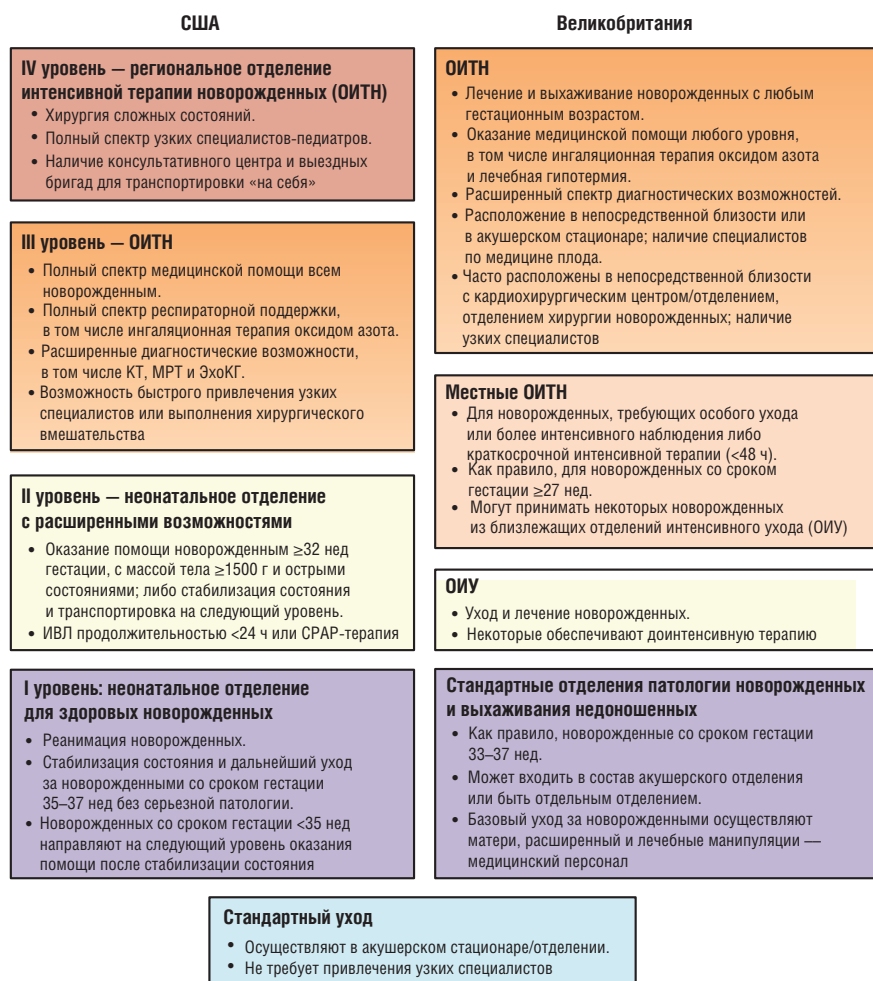 США
IV уровень — региональное отделение
интенсивной терапии новорожденных (ОИТН)
• Хирургия сложных состояний.
• Полный спектр узких специалистов-педиатров.
• Наличие консультативного центра и выездных
бригад для транспортировки «на себя»
III уровень — ОИТН
• Полный спектр медицинской помощи всем
новорожденным.
• Полный спектр респираторной поддержки,
в том числе ингаляционная терапия оксидом азота.
• Расширенные диагностические возможности,
в том числе КТ, МРТ и ЭхоКГ.
• Возможность быстрого привлечения узких
специалистов или выполнения хирургического
вмешательства
II уровень — неонатальное отделение
с расширенными возможностями
• Оказание помощи новорожденным ≥32 нед
гестации, с массой тела ≥1500 г и острыми
состояниями; либо стабилизация состояния
и транспортировка на следующий уровень.
• ИВЛ продолжительностью <24 ч или CPAP-терапия
I уровень: неонатальное отделение
для здоровых новорожденных
• Реанимация новорожденных.
• Стабилизация состояния и дальнейший уход
за новорожденными со сроком гестации
35–37 нед без серьезной патологии.
• Новорожденных со сроком гестации <35 нед
направляют на следующий уровень оказания
помощи после стабилизации состояния
Великобритания
ОИТН
• Лечение и выхаживание новорожденных с любым
гестационным возрастом.
• Оказание медицинской помощи любого уровня,
в том числе ингаляционная терапия оксидом азота
и лечебная гипотермия.
• Расширенный спектр диагностических возможностей.
• Расположение в непосредственной близости или
в акушерском стационаре; наличие специалистов
по медицине плода.
• Часто расположены в непосредственной близости
с кардиохирургическим центром/отделением,
отделением хирургии новорожденных; наличие
узких специалистов
Местные ОИТН
• Для новорожденных, требующих особого ухода
или более интенсивного наблюдения либо
краткосрочной интенсивной терапии (<48 ч).
• Как правило, для новорожденных со сроком
гестации ≥27 нед.
• Могут принимать некоторых новорожденных
из близлежащих отделений интенсивного ухода (ОИУ)
ОИУ
• Уход и лечение новорожденных.
• Некоторые обеспечивают доинтенсивную терапию
Стандартные отделения патологии новорожденных
и выхаживания недоношенных
• Как правило, новорожденные со сроком гестации
33–37 нед.
• Может входить в состав акушерского отделения
или быть отдельным отделением.
• Базовый уход за новорожденными осуществляют
матери, расширенный и лечебные манипуляции —
медицинский персонал
Стандартный уход
• Осуществляют в акушерском стационаре/отделении.
• Не требует привлечения узких специалистов